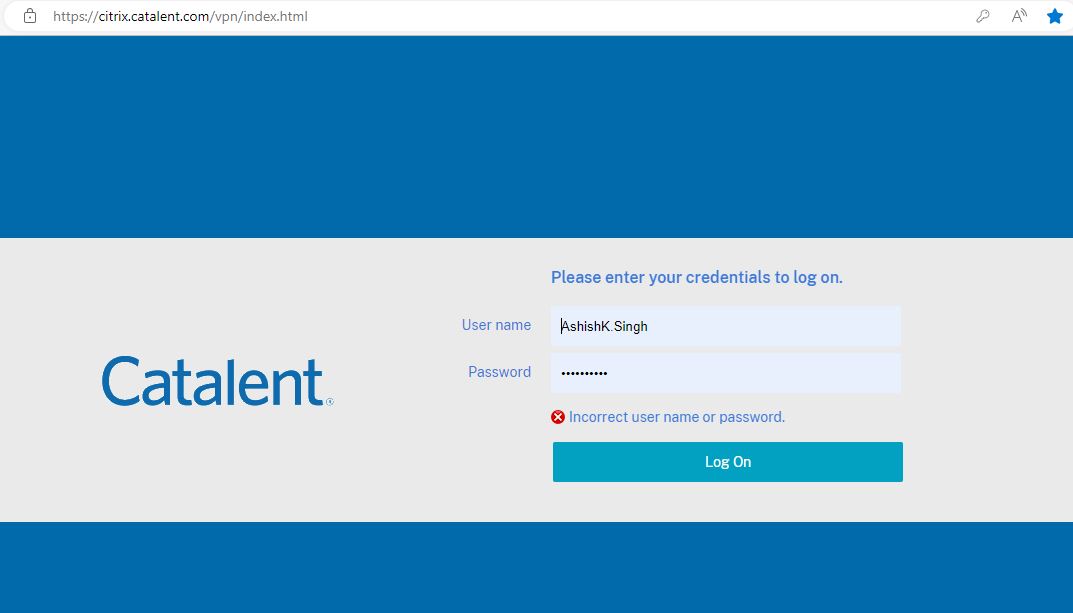 https://citrix.catalent.com/vpn/index.html
Please enter your credentials to log on.
User name
AshishK.Singh
Password
••••••••••
Catalent.
Incorrect user name or password.
Log On